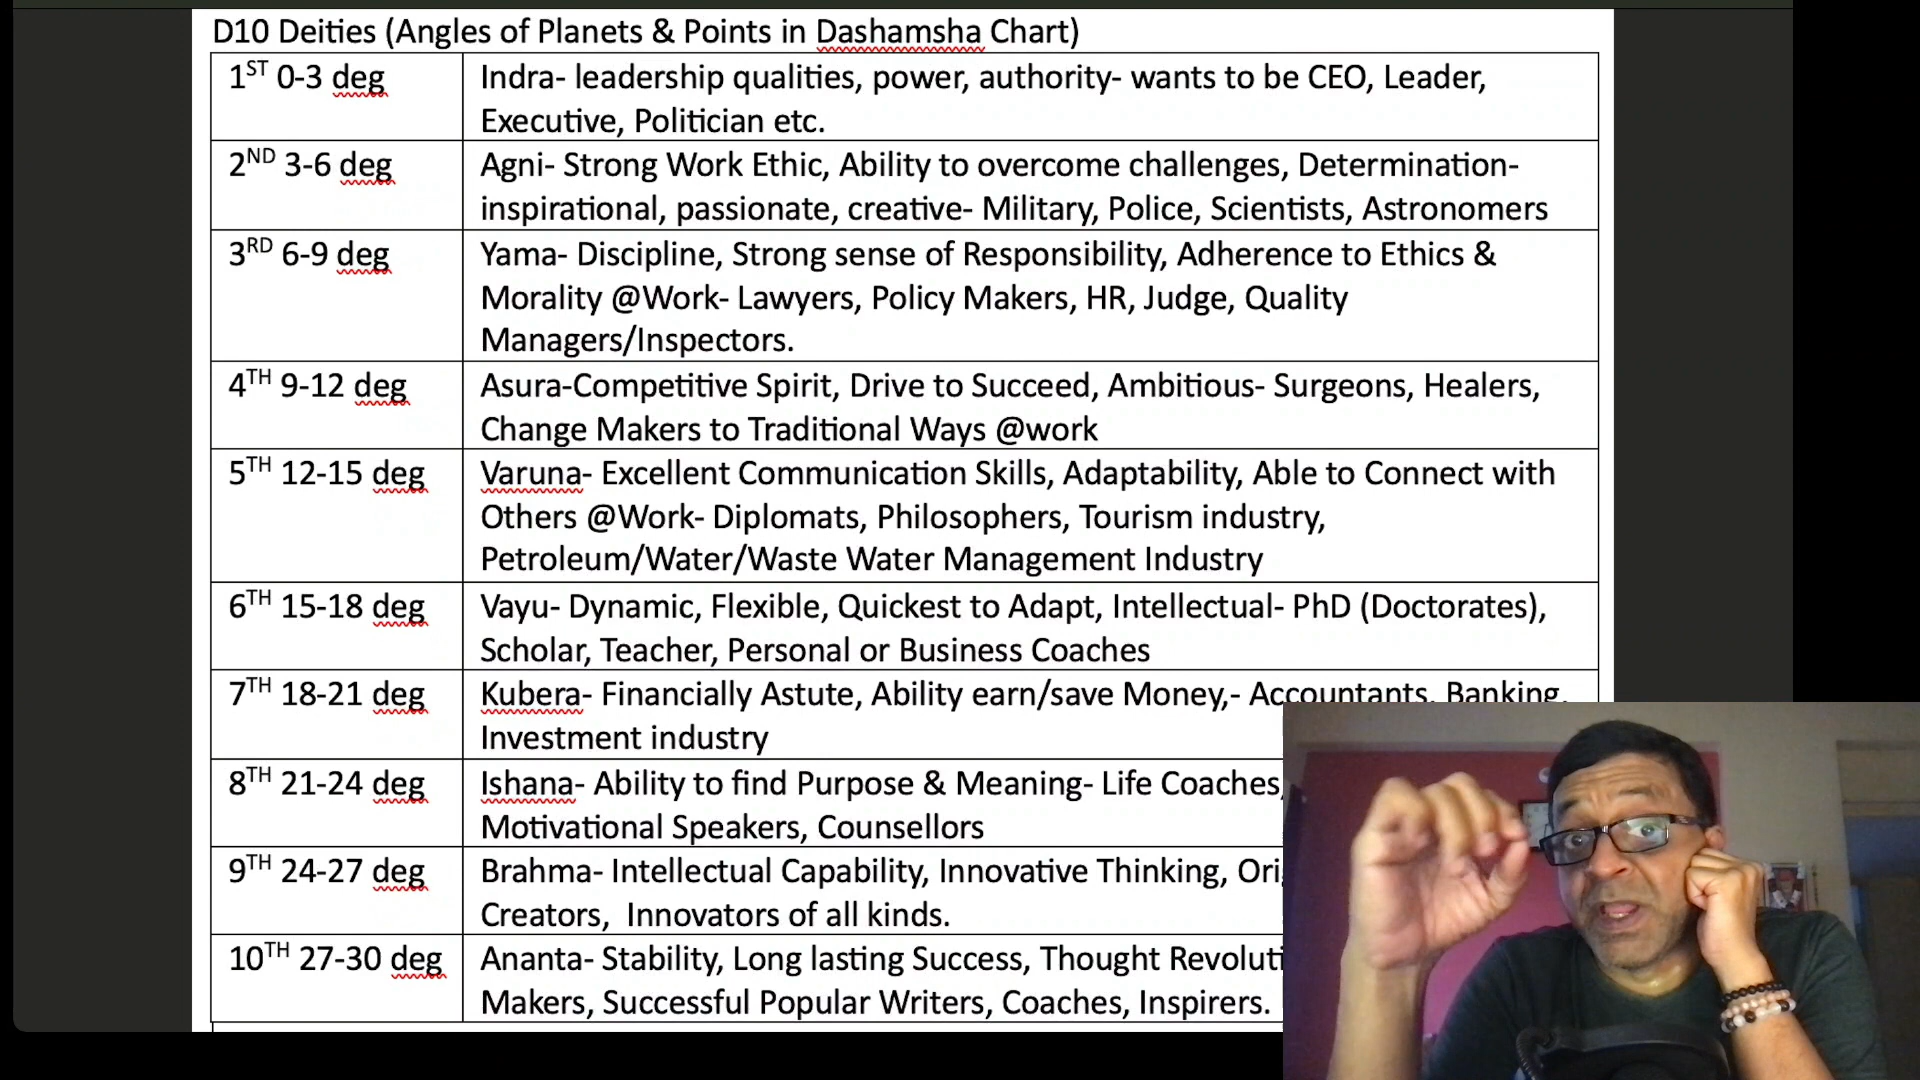 D10 Deities (Angles of Planets & Points in Dashamsha Chart)
1ST 0-3 deg
Indra- leadership qualities, power, authority- wants to be CEO, Leader,
Executive, Politician etc.
2ND 3-6 deg
Agni- Strong Work Ethic, Ability to overcome challenges, Determination-
inspirational, passionate, creative- Military, Police, Scientists, Astronomers
3RD 6-9 deg
Yama- Discipline, Strong sense of Responsibility, Adherence to Ethics &
Morality @Work- Lawyers, Policy Makers, HR, Judge, Quality
Managers/Inspectors.
4TH 9-12 deg
Asura-Competitive Spirit, Drive to Succeed, Ambitious- Surgeons, Healers,
Change Makers to Traditional Ways @work
5TH 12-15 deg
Varuna- Excellent Communication Skills, Adaptability, Able to Connect with
Others @Work- Diplomats, Philosophers, Tourism industry,
Petroleum/Water/Waste Water Management Industry
6TH 15-18 deg
Vayu- Dynamic, Flexible, Quickest to Adapt, Intellectual- PhD (Doctorates),
Scholar, Teacher, Personal or Business Coaches
7TH 18-21 deg
Kubera- Financially Astute, Ability earn/save Money,- Accountants, Banking,
Investment industry
8TH 21-24 deg
Ishana- Ability to find Purpose & Meaning- Life Coaches,
Motivational Speakers, Counsellors
9TH 24-27 deg
Brahma- Intellectual Capability, Innovative Thinking,
Creators, Innovators of all kinds.
10TH 27-30 deg
Ananta- Stability, Long lasting Success, Thought
Makers, Successful Popular Writers, Coaches, Inspirers.